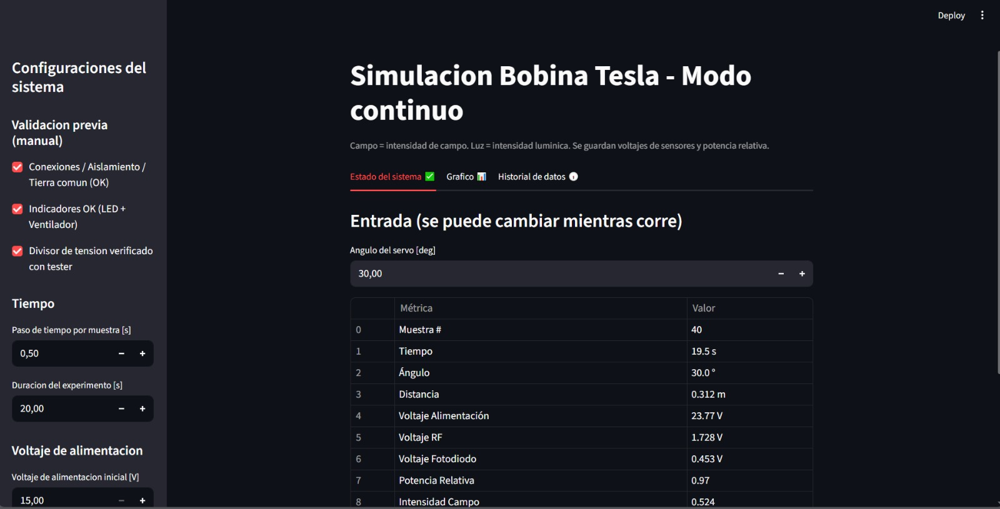 Deploy
Configuraciones del
sistema
Validacion previa
(manual)
Conexiones / Aislamiento /
Tierra comun (OK)
Indicadores OK (LED +
Ventilador)
Divisor de tension verificado
con tester
Tiempo
Paso de tiempo por muestra [s]
0,50
Duracion del experimento [s]
20,00
Voltaje de alimentacion
Voltaje de alimentacion inicial [V]
15,00
Simulacion Bobina Tesla - Modo
continuo
Campo = intensidad de campo. Luz = intensidad luminica. Se guardan voltajes de sensores y potencia relativa.
Estado del sistema ✅ Grafico 📊 Historial de datos
Entrada (se puede cambiar mientras corre)
Angulo del servo [deg]
30,00
Métrica Valor
0 Muestra # 40
1 Tiempo 19.5 s
2 Ángulo 30.0 °
3 Distancia 0.312 m
4 Voltaje Alimentación 23.77 V
5 Voltaje RF 1.728 V
6 Voltaje Fotodiodo 0.453 V
7 Potencia Relativa 0.97
8 Intensidad Campo 0.524